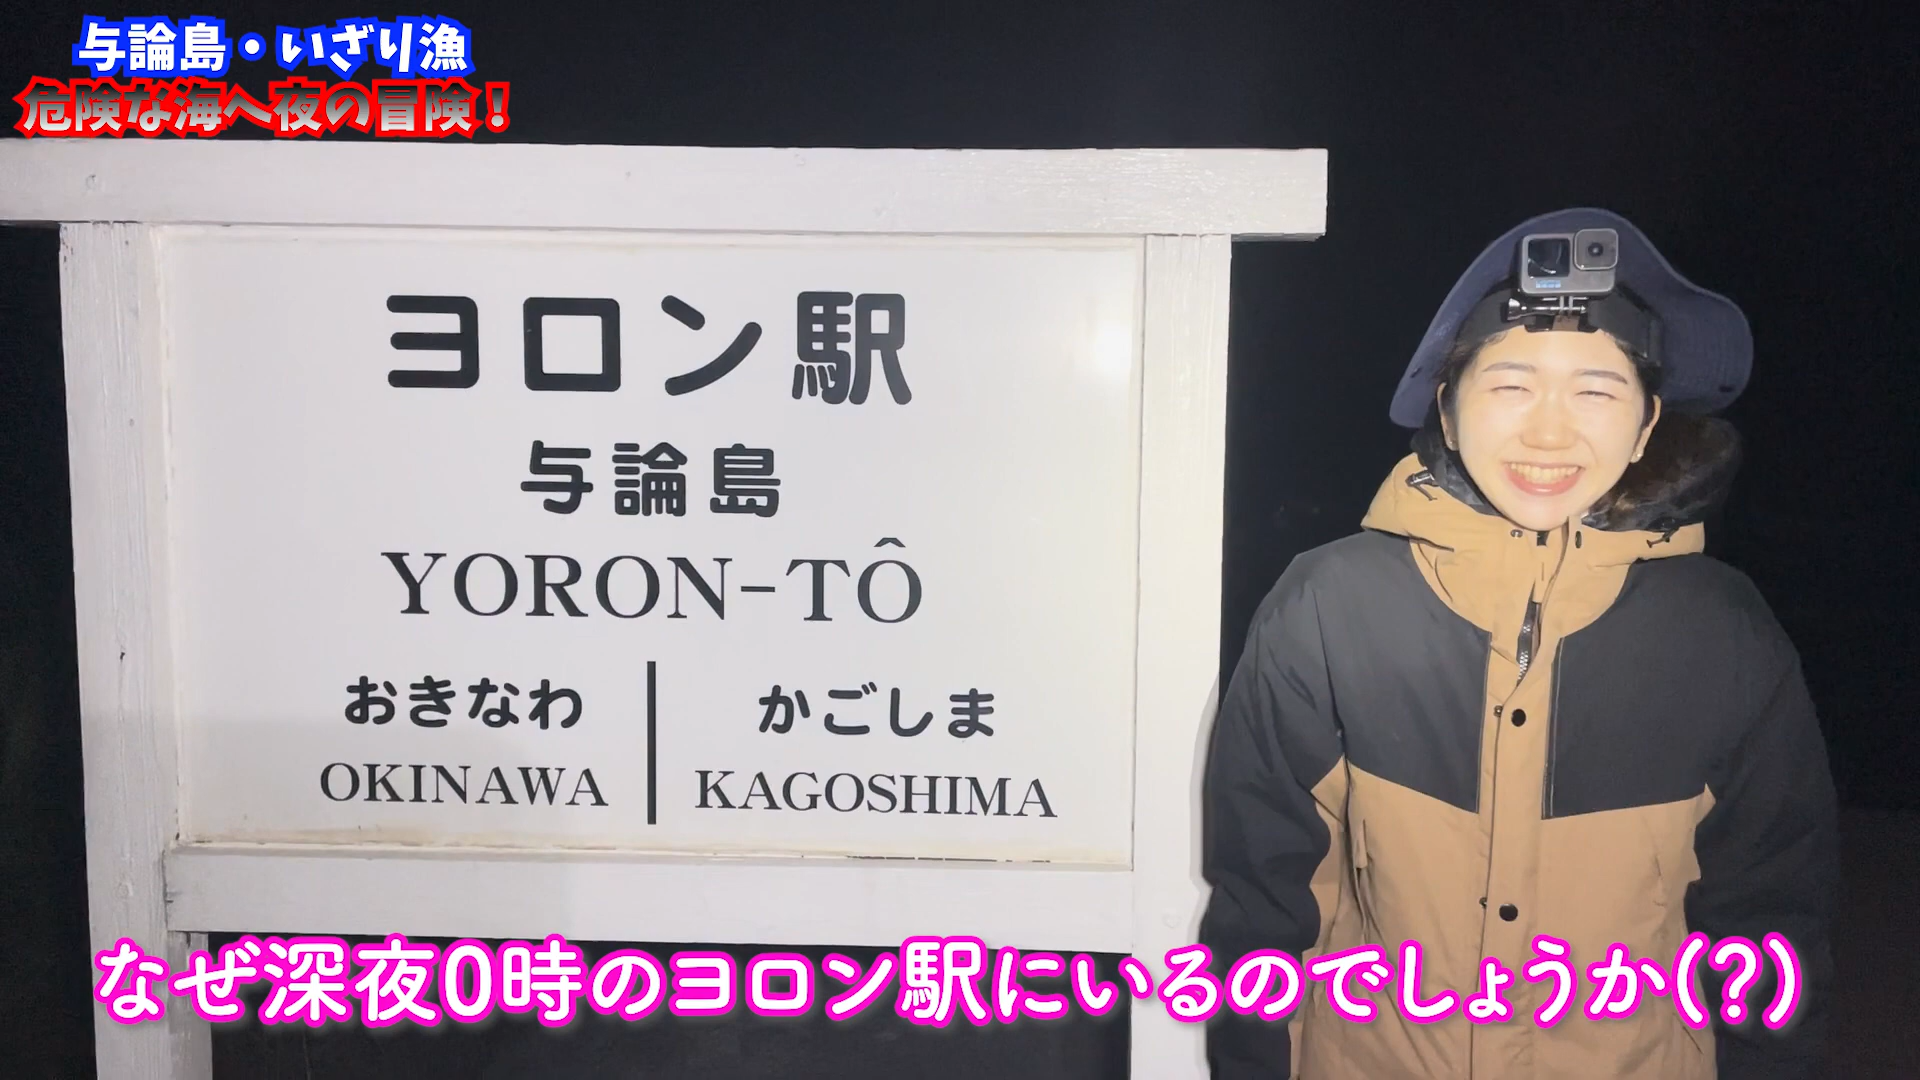 与論島・いざり漁
危険な海へ夜の冒険！
ヨロン駅
与論島
YORON-TÔ
おきなわ
かごしま
OKINAWA
KAGOSHIMA
なぜ深夜0時のヨロン駅にいるのでしょうか(?)